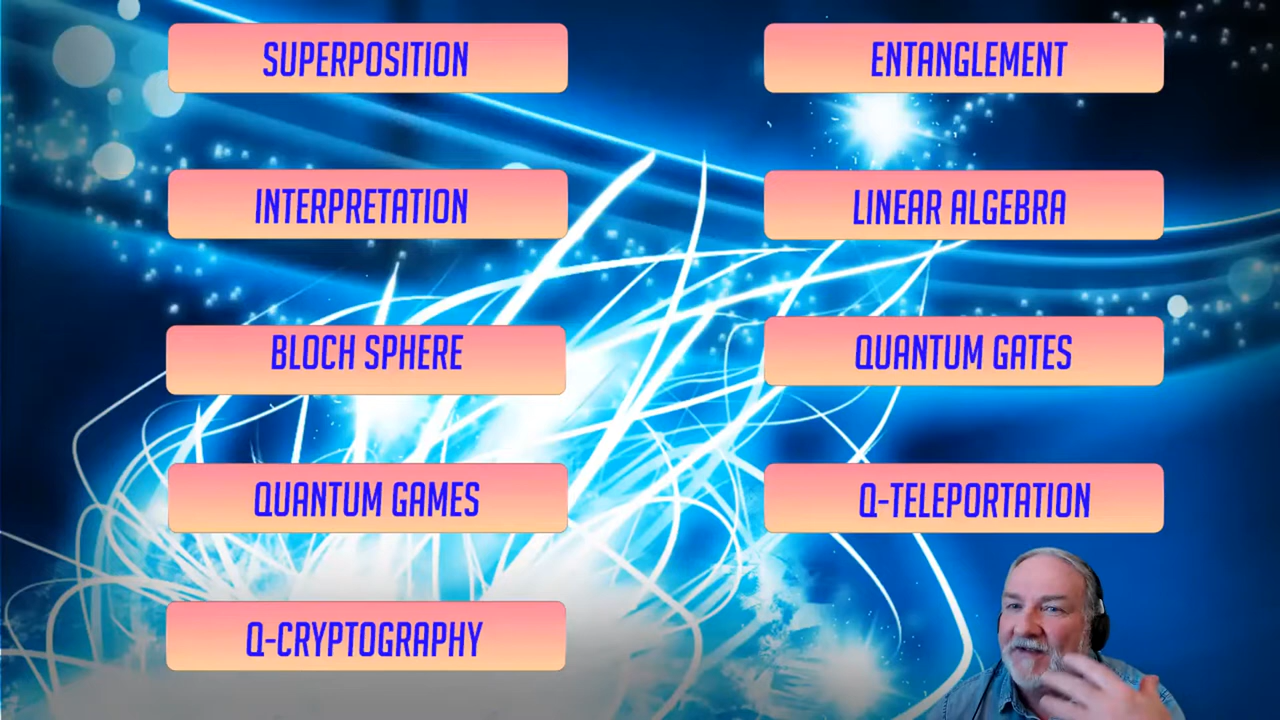 SUPERPOSITION
ENTANGLEMENT
INTERPRETATION
LINEAR ALGEBRA
BLOCH SPHERE
QUANTUM GATES
QUANTUM GAMES
Q-TELEPORTATION
Q-CRYPTOGRAPHY